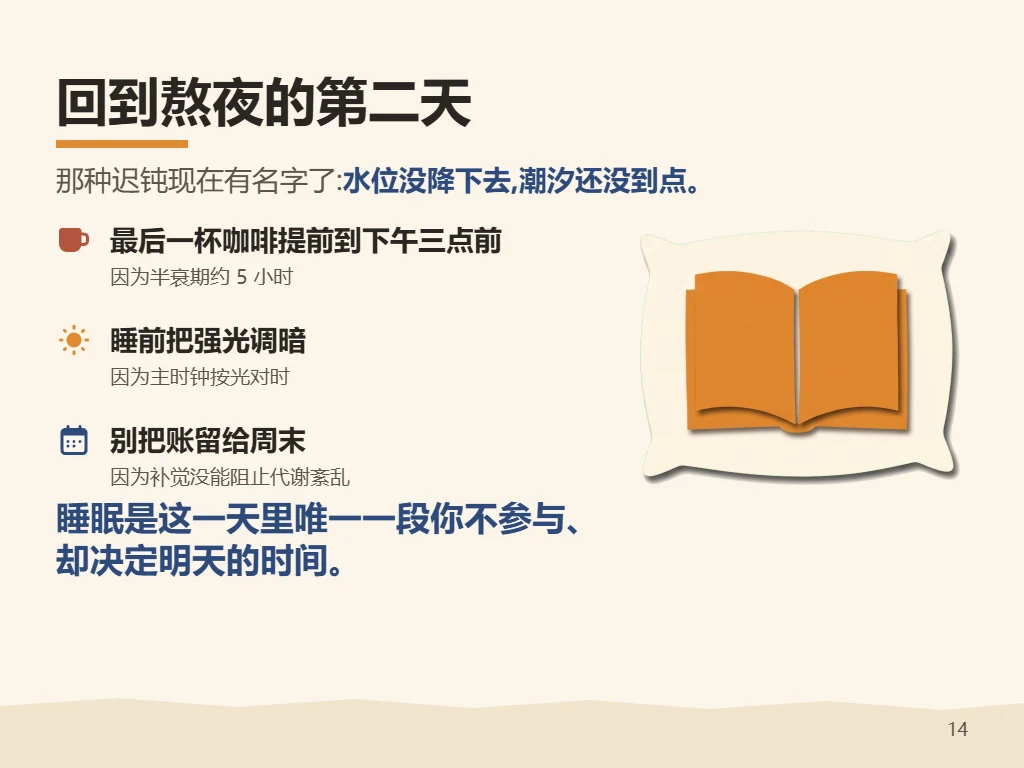 回到熬夜的第二天
那种迟钝现在有名字了:水位没降下去,潮汐还没到点。
最后一杯咖啡提前到下午三点前
因为半衰期约 5 小时
睡前把强光调暗
因为主时钟按光对时
别把账留给周末
因为补觉没能阻止代谢紊乱
睡眠是这一天里唯一一段你不参与、
却决定明天的时间。
14